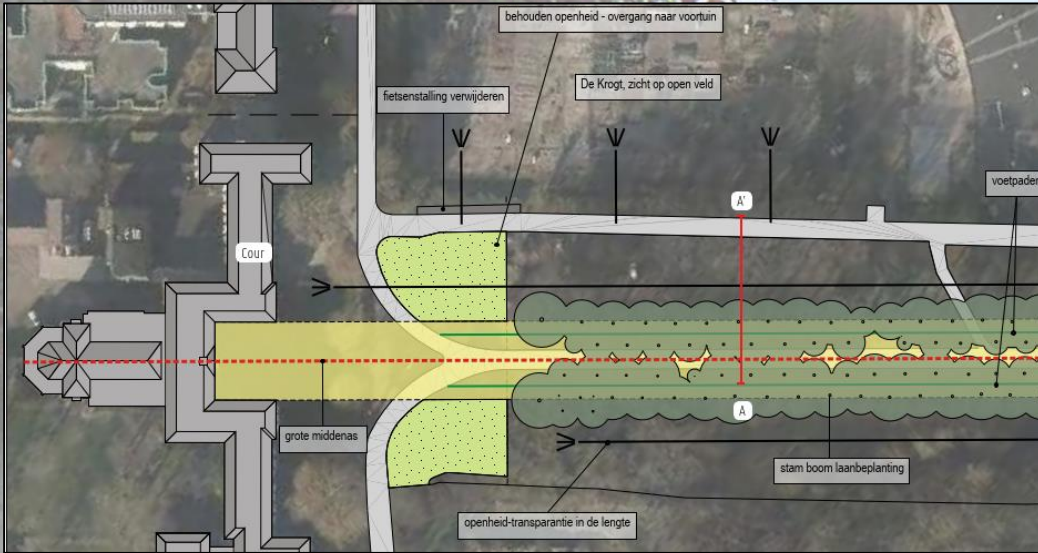 behouden openheid - overgang naar voortuin
De Krogt, zicht op open veld
fietsenstalling verwijderen
voetpaden
A'
Cour
grote middenas
A
stam boom laanbeplanting
openheid-transparantie in de lengte